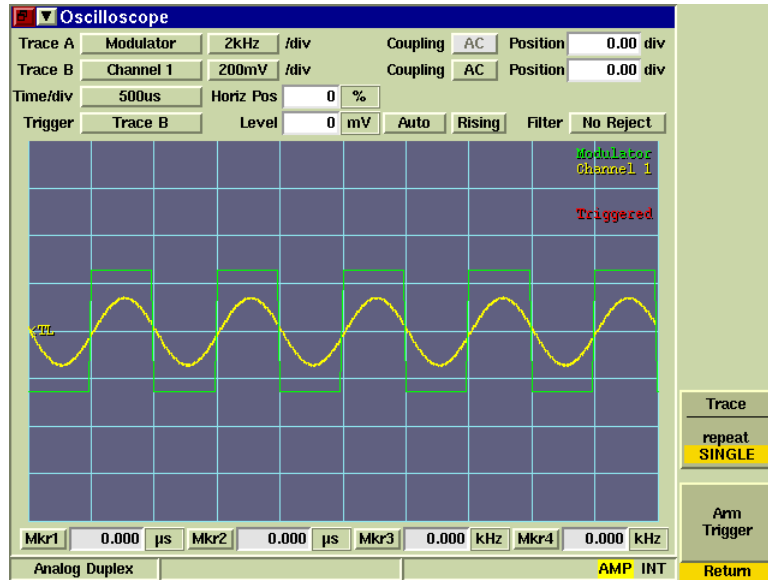 Oscilloscope
Trace A Modulator 2kHz /div Coupling AC Position 0.00 div
Trace B Channel 1 200mV /div Coupling AC Position 0.00 div
Time/div 500us Horiz Pos 0 %
Trigger Trace B Level 0 mV Auto Rising Filter No Reject
Modulator
Channel 1
Triggered
<TL
Trace
repeat
SINGLE
Arm
Trigger
Mkr1 0.000 µs Mkr2 0.000 µs Mkr3 0.000 kHz Mkr4 0.000 kHz
Analog Duplex AMP INT Return